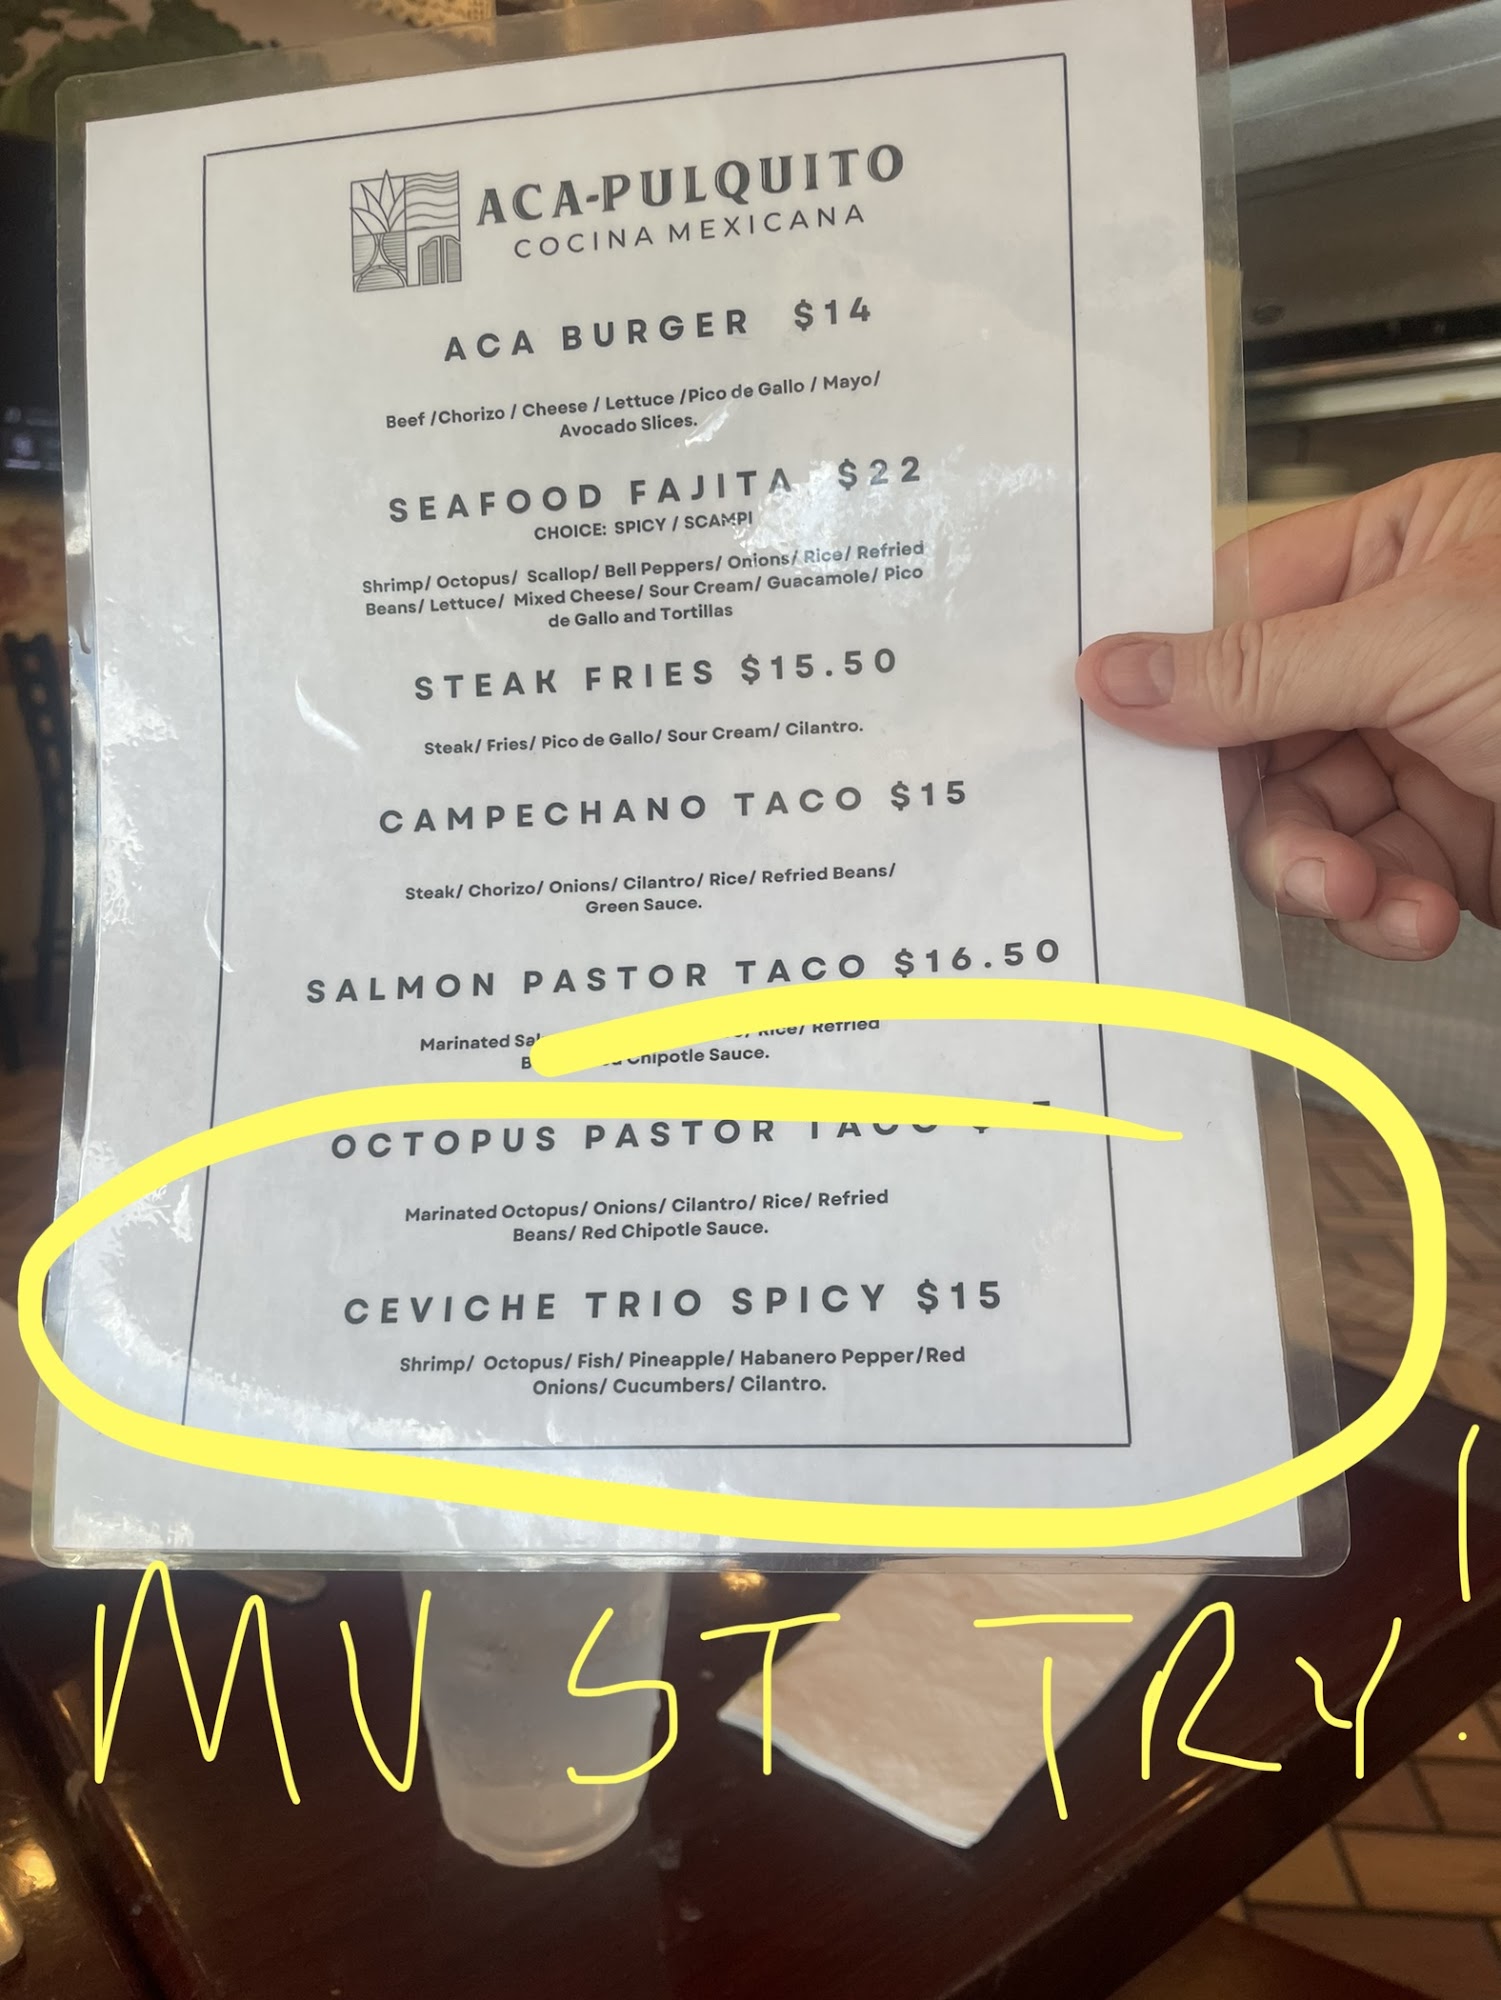 ACA-PULQUITO
COCINA MEXICANA
ACA BURGER $14
Beef /Chorizo / Cheese / Lettuce /Pico de Gallo / Mayo/
Avocado Slices.
SEAFOOD FAJITA $22
CHOICE: SPICY / SCAMPI
Shrimp/ Octopus/ Scallop/ Bell Peppers/ Onions/ Rice/ Refried
Beans/ Lettuce/ Mixed Cheese/ Sour Cream/ Guacamole/ Pico
de Gallo and Tortillas
STEAK FRIES $15.50
Steak/ Fries/ Pico de Gallo/ Sour Cream/ Cilantro.
CAMPECHANO TACO $15
Steak/ Chorizo/ Onions/ Cilantro/ Rice/ Refried Beans/
Green Sauce.
SALMON PASTOR TACO $16.50
Marinated Rice/ Refried
Chipotle Sauce.
OCTOPUS PASTOR TACO
Marinated Octopus/ Onions/ Cilantro/ Rice/ Refried
Beans/ Red Chipotle Sauce.
CEVICHE TRIO SPICY $15
Shrimp/ Octopus/ Fish/ Pineapple/ Habanero Pepper/Red
Onions/ Cucumbers/ Cilantro.
MUST TRY!